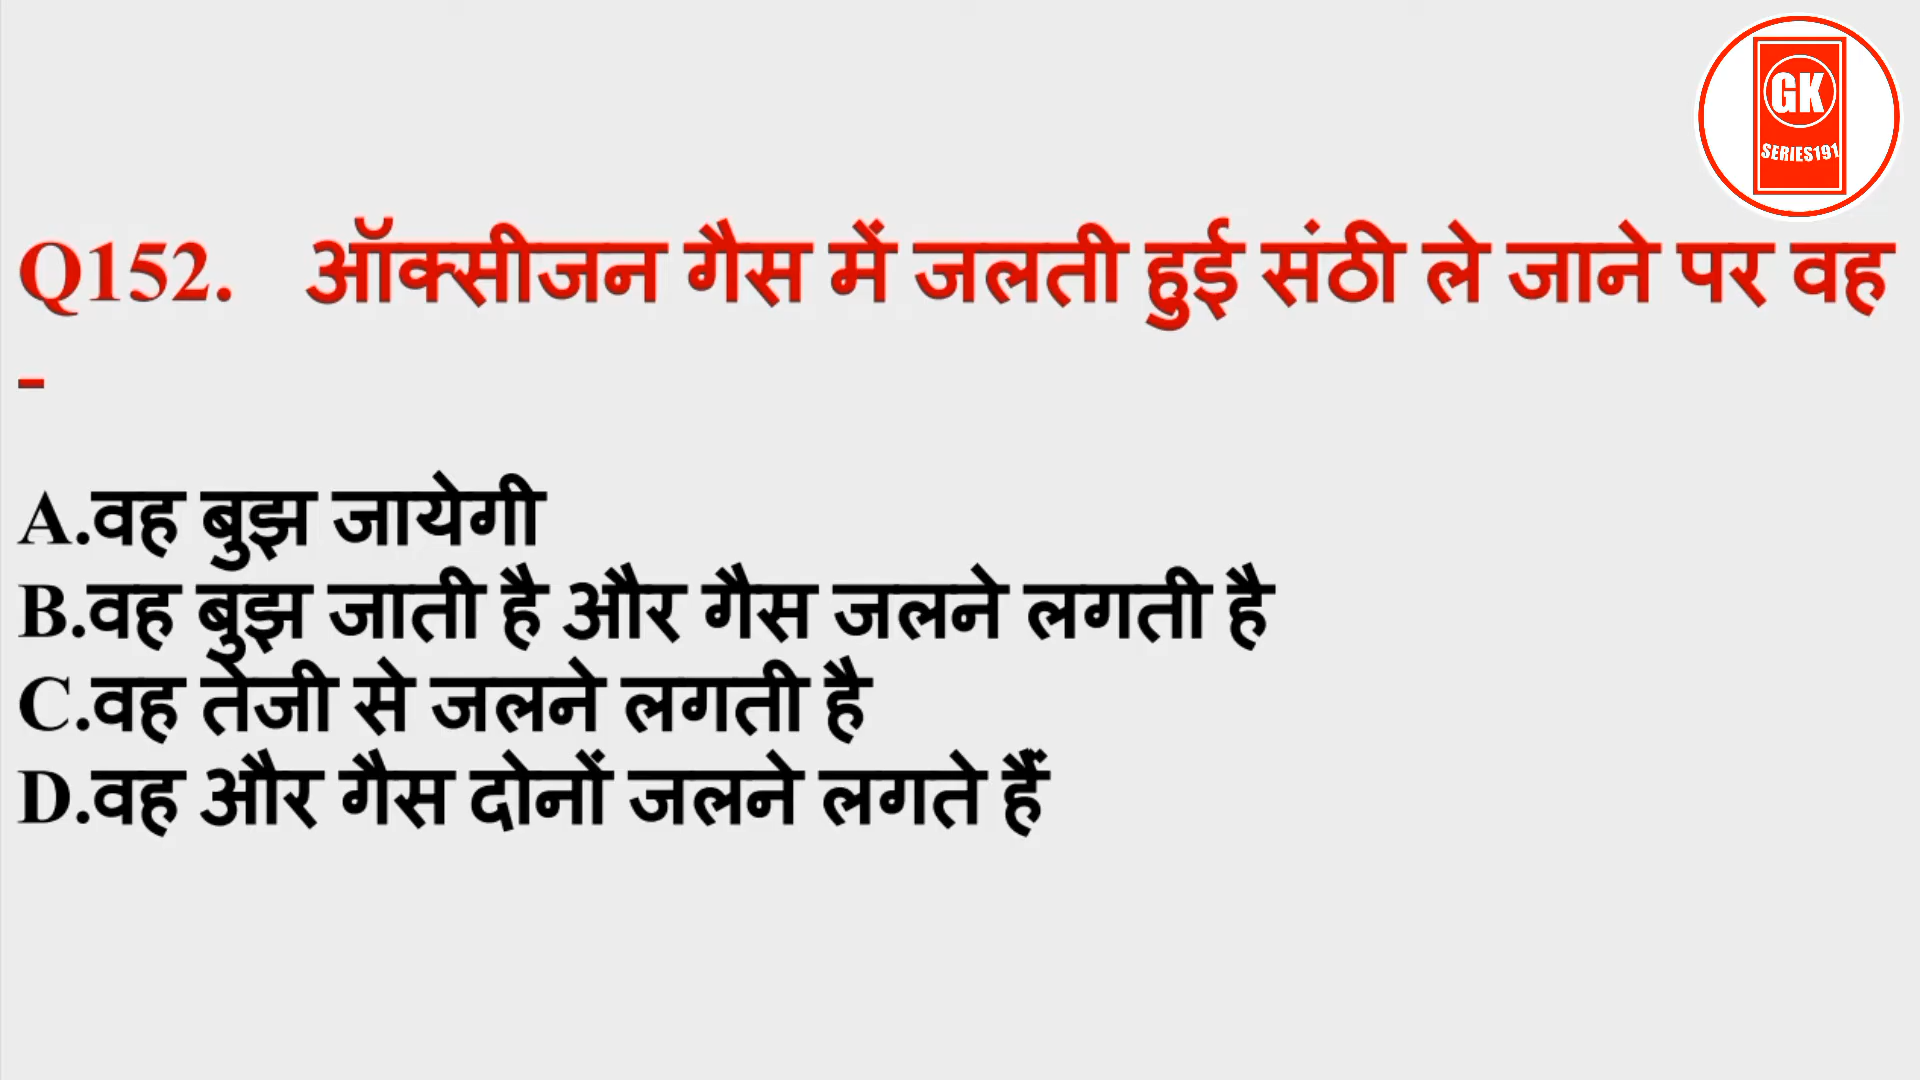 GK
SERIES191
Q152. ऑक्सीजन गैस में जलती हुई संठी ले जाने पर वह
-
A.वह बुझ जायेगी
B.वह बुझ जाती है और गैस जलने लगती है
C.वह तेजी से जलने लगती है
D.वह और गैस दोनों जलने लगते हैं